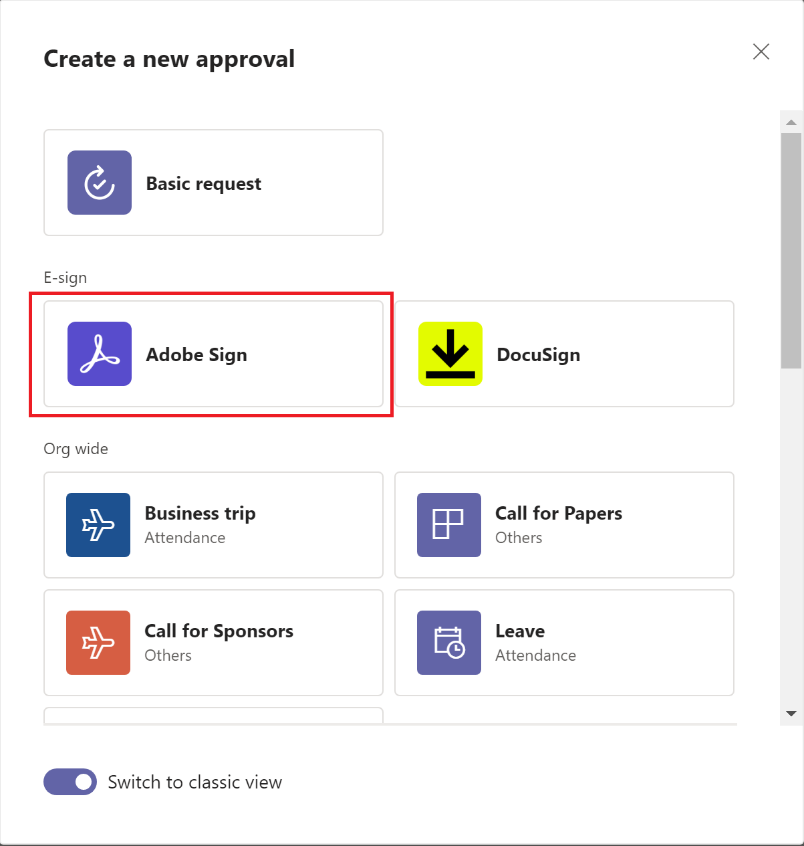 Create a new approval
Basic request
E-sign
Adobe Sign
DocuSign
Org wide
Business trip
Attendance
Call for Papers
Others
Call for Sponsors
Others
Leave
Attendance
Switch to classic view